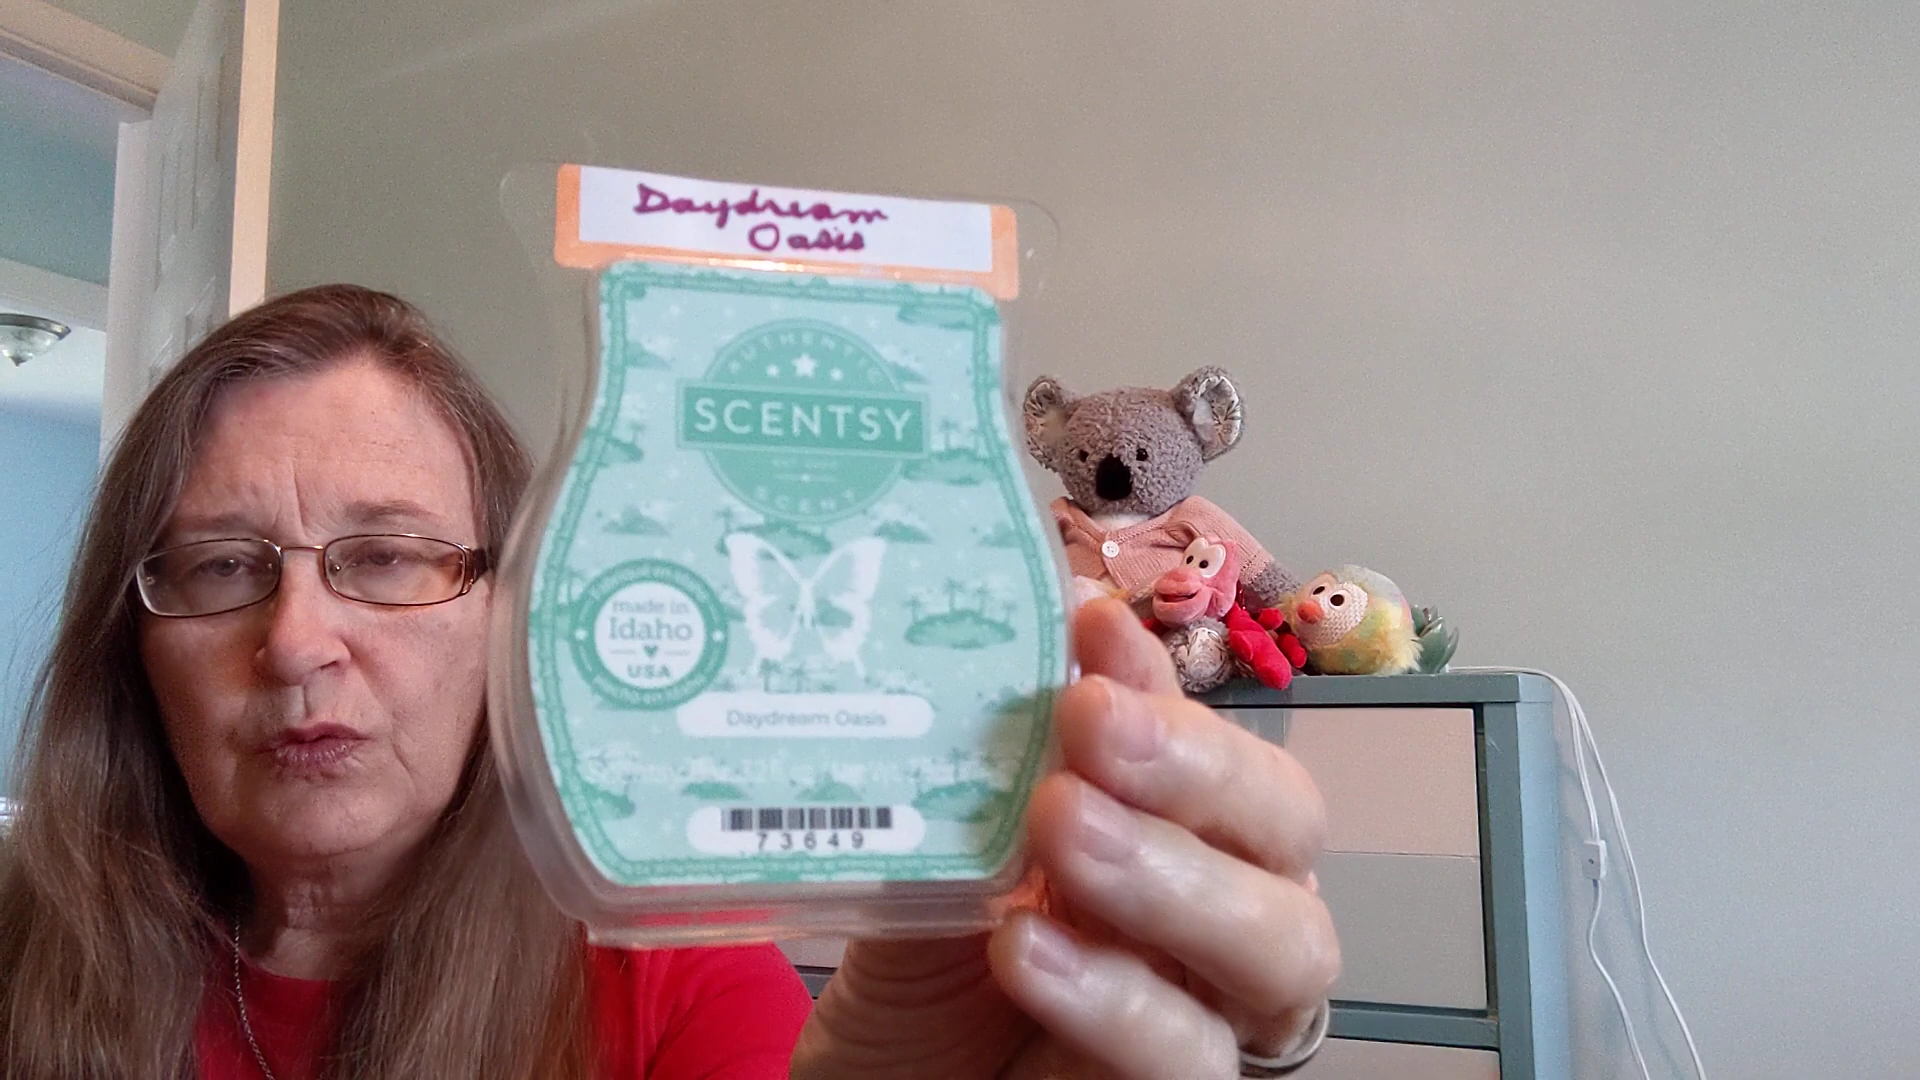 Daydream
Oasis
AUTHENTIC
SCENTSY
SCENT
made in
Idaho
USA
Daydream Oasis
73649